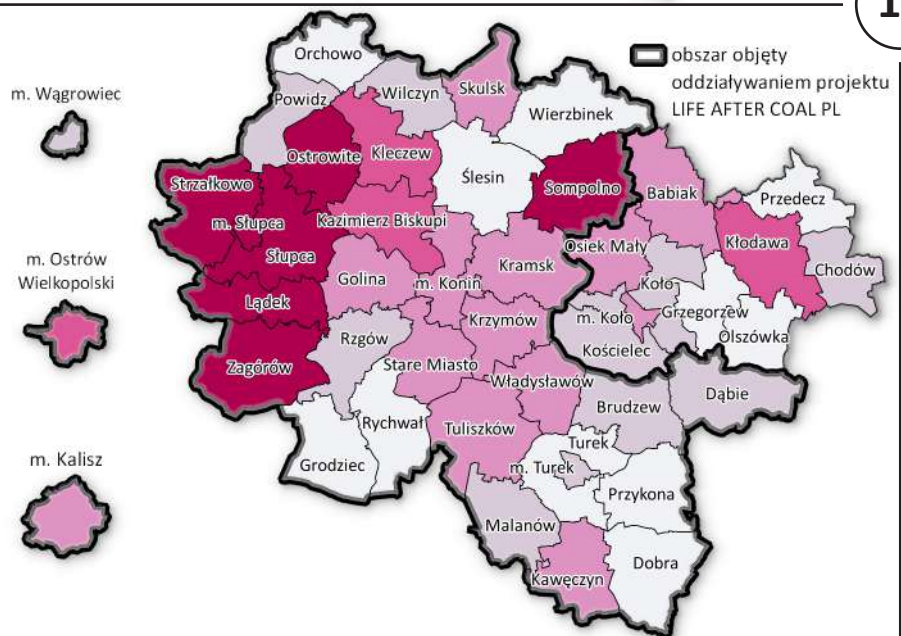 1
obszar objęty
oddziaływaniem projektu
LIFE AFTER COAL PL
m. Wągrowiec
m. Ostrów
Wielkopolski
m. Kalisz
Orchowo
Powidz
Wilczyn
Skulsk
Wierzbinek
Ostrowite
Kleczew
Ślesin
Sompolno
Strzałkowo
m. Słupca
Słupca
Kazimierz Biskupi
Babiak
Przedecz
Kłodawa
Chodów
Osiek Mały
Koło
Golina
m. Konin
Kramsk
Lądek
Rzgów
Krzymów
m. Koło
Grzegorzew
Olszówka
Kościelec
Zagórów
Stare Miasto
Władysławów
Brudzew
Dąbie
Rychwał
Tuliszków
Turek
m. Turek
Grodziec
Przykona
Malanów
Kawęczyn
Dobra